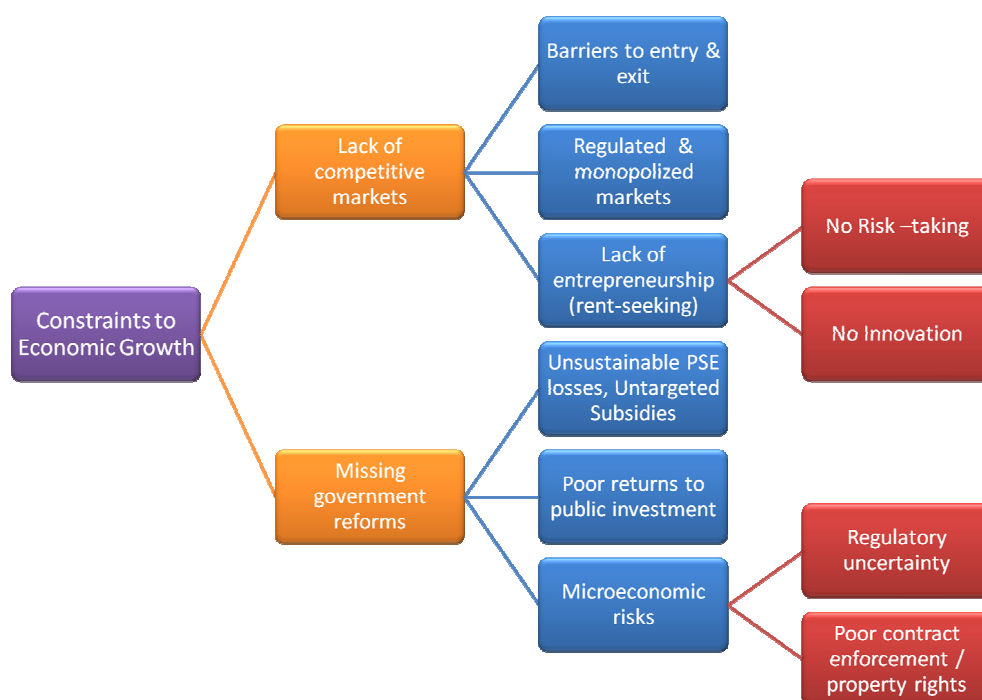 Constraints to
Economic Growth
Lack of
competitive
markets
Barriers to entry &
exit
Regulated &
monopolized
markets
Lack of
entrepreneurship
(rent-seeking)
No Risk –taking
No Innovation
Missing
government
reforms
Unsustainable PSE
losses, Untargeted
Subsidies
Poor returns to
public investment
Microeconomic
risks
Regulatory
uncertainty
Poor contract
enforcement /
property rights